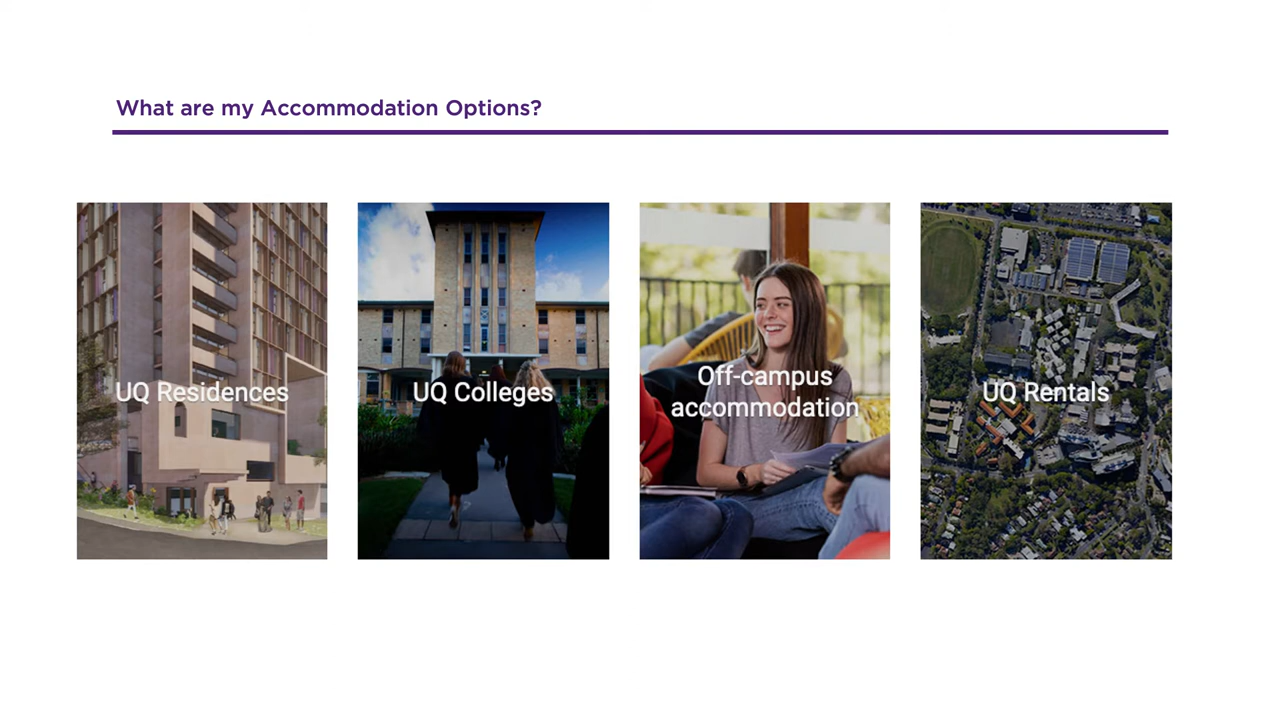 What are my Accommodation Options?
UQ Residences
UQ Colleges
Off-campus
accommodation
UQ Rentals